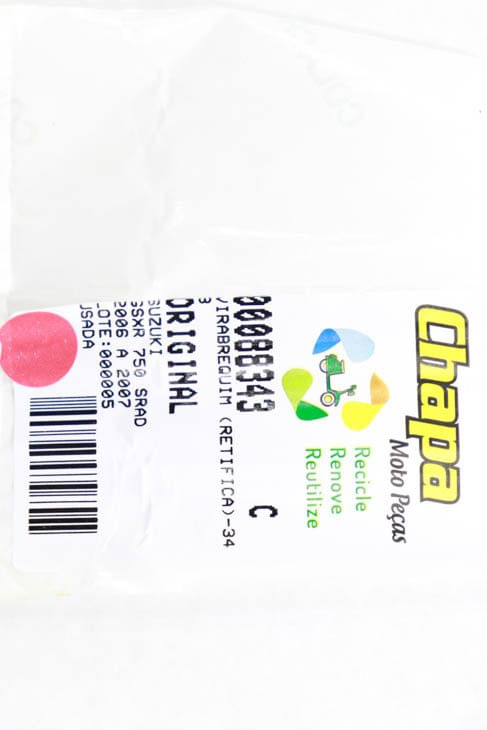 Chapa
Moto Peças
Recicle
Renove
Reutilize
00088343 C
VIRABREQUIM (RETIFICA)-34
3
ORIGINAL
SUZUKI
GSXR 750 SRAD
2006 A 2007
LOTE:000005
USADA